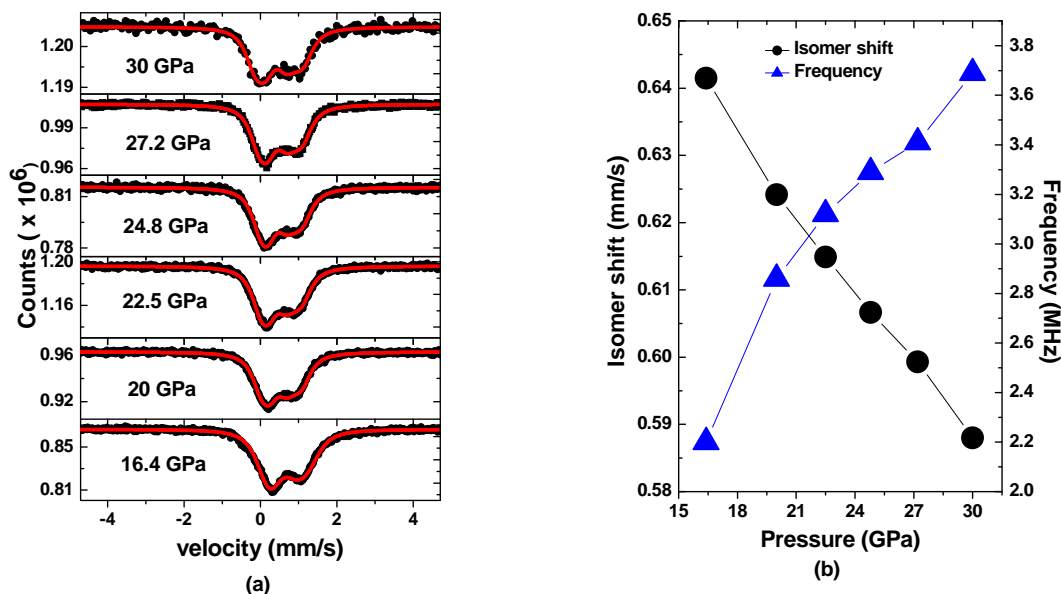 1.20
1.19
30 GPa
0.99
0.96
27.2 GPa
0.81
0.78
24.8 GPa
1.20
1.16
22.5 GPa
0.96
0.92
20 GPa
0.85
0.81
16.4 GPa
Counts ( x 10^6
-4 -2 0 2 4
velocity (mm/s)
(a)
Isomer shift
Frequency
0.65
0.64
0.63
0.62
0.61
0.60
0.59
0.58
Isomer shift (mm/s)
3.8
3.6
3.4
3.2
3.0
2.8
2.6
2.4
2.2
2.0
Frequency (MHz)
15 18 21 24 27 30
Pressure (GPa)
(b)